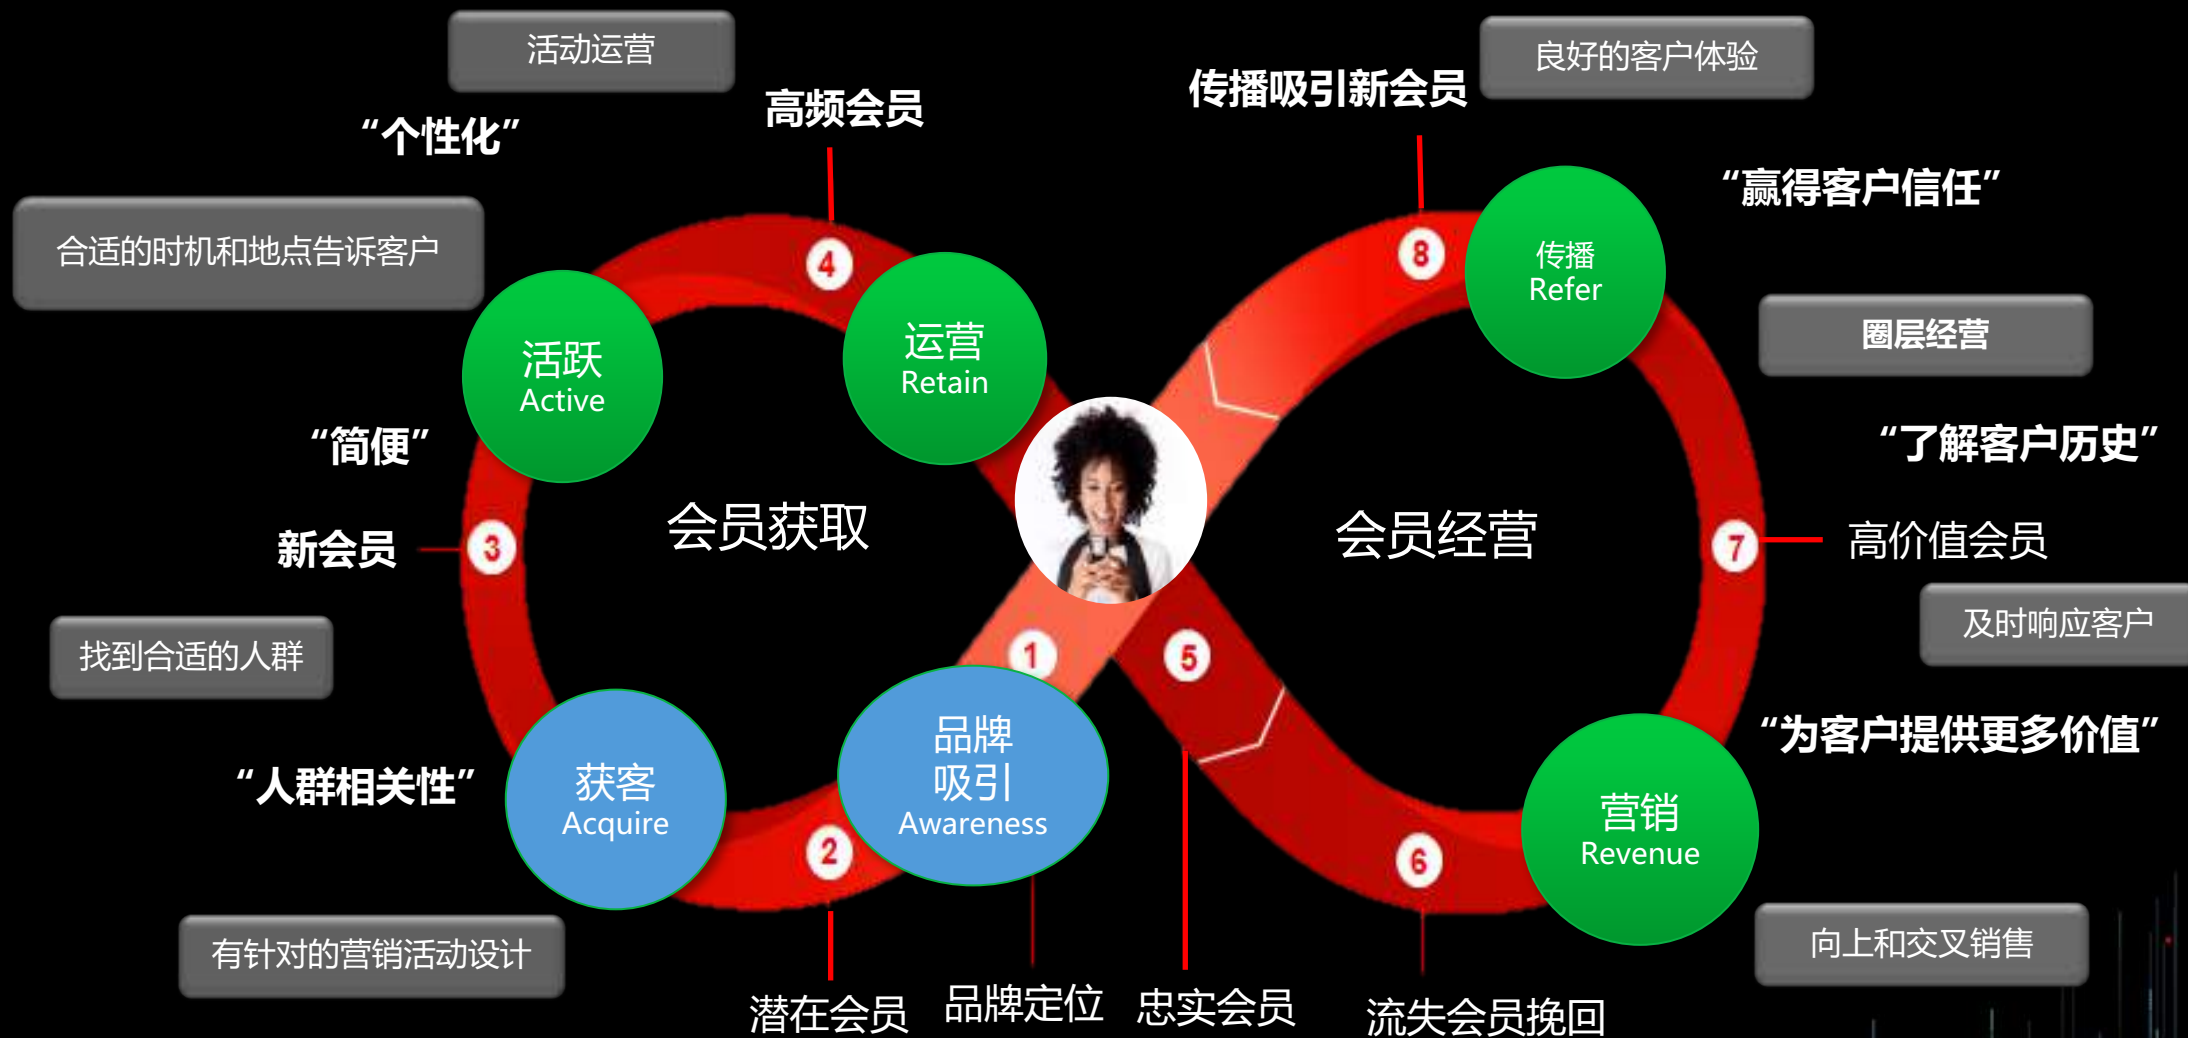 活动运营
良好的客户体验
高频会员
传播吸引新会员
“个性化”
“赢得客户信任”
合适的时机和地点告诉客户
4
8
传播
Refer
活跃
Active
运营
Retain
圈层经营
“简便”
“了解客户历史”
会员获取
会员经营
新会员
3
7
高价值会员
找到合适的人群
1
5
及时响应客户
“人群相关性”
获客
Acquire
品牌
吸引
Awareness
“为客户提供更多价值”
营销
Revenue
2
6
有针对的营销活动设计
向上和交叉销售
潜在会员
品牌定位
忠实会员
流失会员挽回